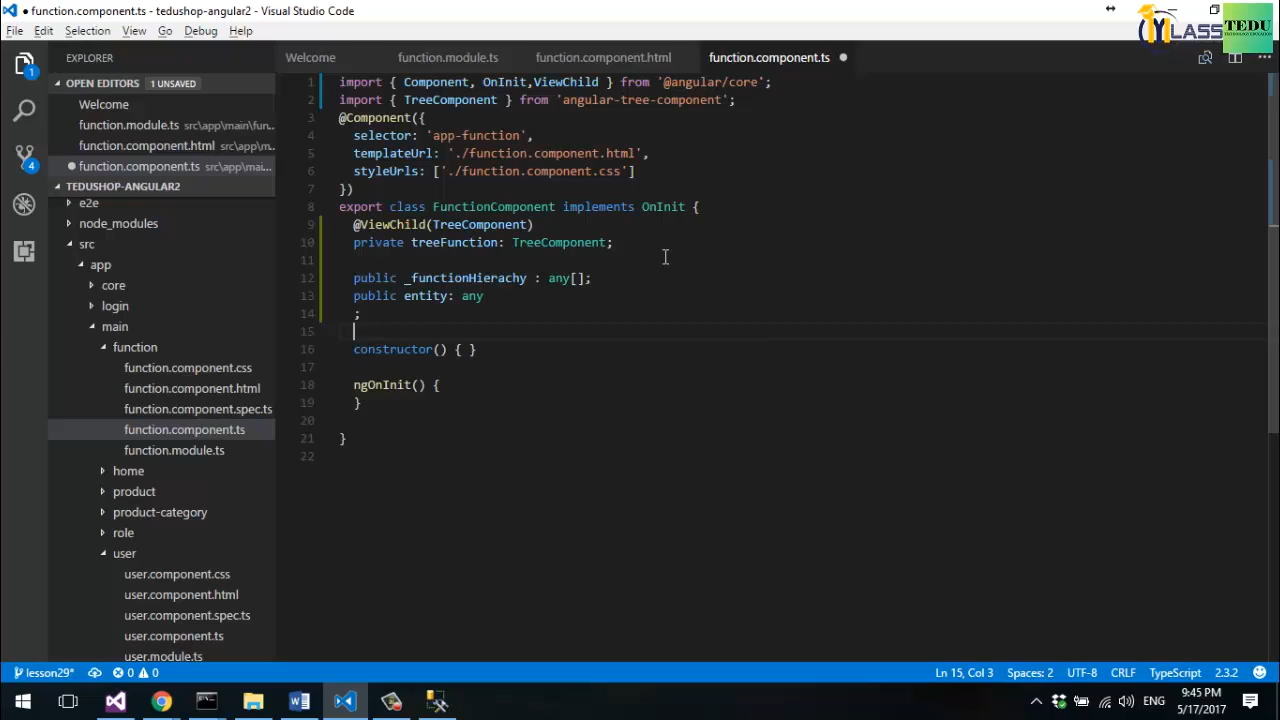 function.component.ts - tedushop-angular2 - Visual Studio Code
CLASS TEDU
TECHNOLOGY EDUCATION
File Edit Selection View Go Debug Help
EXPLORER
Welcome function.module.ts function.component.html function.component.ts
OPEN EDITORS 1 UNSAVED
Welcome
function.module.ts src\app\main\fun...
function.component.html src\app\m...
function.component.ts src\app\mai...
TEDUSHOP-ANGULAR2
e2e
node_modules
src
app
core
login
main
function
function.component.css
function.component.html
function.component.spec.ts
function.component.ts
function.module.ts
home
product
product-category
role
user
user.component.css
user.component.html
user.component.spec.ts
user.component.ts
user.module.ts
1 import { Component, OnInit,ViewChild } from '@angular/core';
2 import { TreeComponent } from 'angular-tree-component';
3 @Component({
4 selector: 'app-function',
5 templateUrl: './function.component.html',
6 styleUrls: ['./function.component.css']
7 })
8 export class FunctionComponent implements OnInit {
9 @ViewChild(TreeComponent)
10 private treeFunction: TreeComponent;
11
12 public _functionHierachy : any[];
13 public entity: any
14 ;
15
16 constructor() { }
17
18 ngOnInit() {
19 }
20
21 }
22
1
4
lesson29* 0 0 Ln 15, Col 3 Spaces: 2 UTF-8 CRLF TypeScript 2.3.2
ENG 9:45 PM
5/17/2017